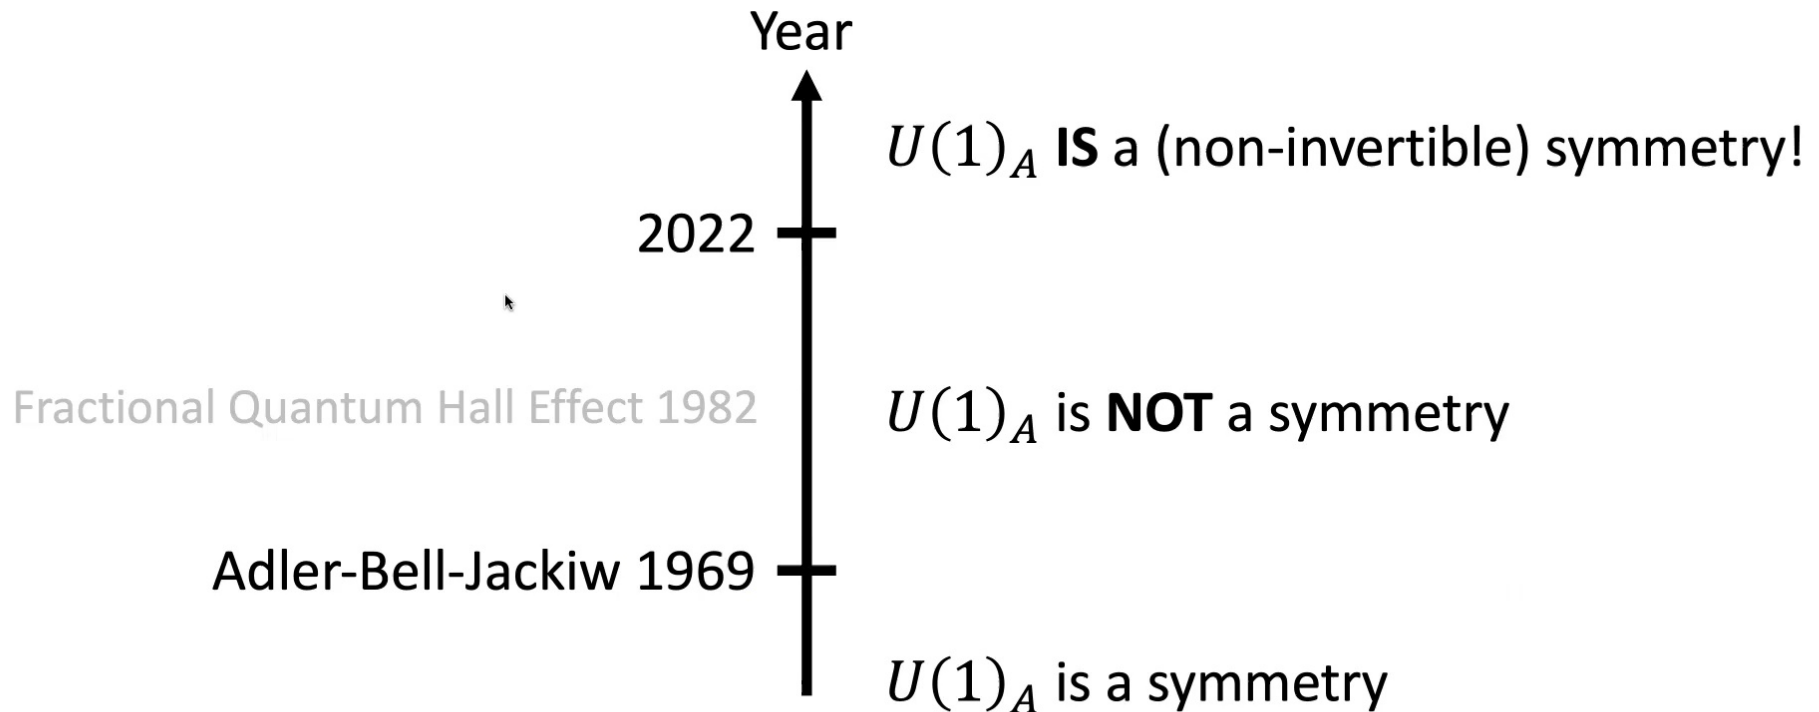 Year
U(1)_A IS a (non-invertible) symmetry!
2022
Fractional Quantum Hall Effect 1982
U(1)_A is NOT a symmetry
Adler-Bell-Jackiw 1969
U(1)_A is a symmetry